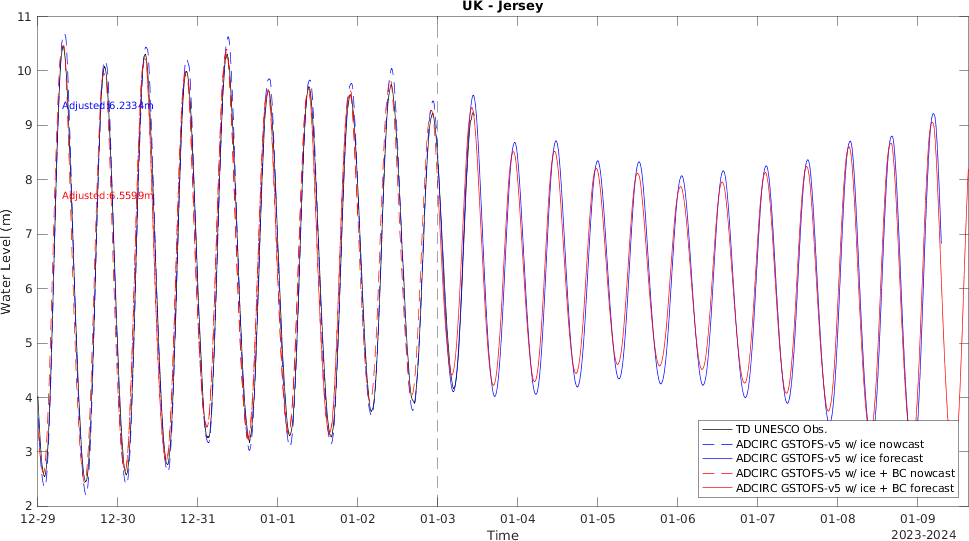 UK - Jersey
11
10
9
8
7
6
5
4
3
2
Water Level (m)
Adjusted:6.2334m
Adjusted:6.5599m
TD UNESCO Obs.
ADCIRC GSTOFS-v5 w/ ice nowcast
ADCIRC GSTOFS-v5 w/ ice forecast
ADCIRC GSTOFS-v5 w/ ice + BC nowcast
ADCIRC GSTOFS-v5 w/ ice + BC forecast
12-29 12-30 12-31 01-01 01-02 01-03 01-04 01-05 01-06 01-07 01-08 01-09
Time
2023-2024